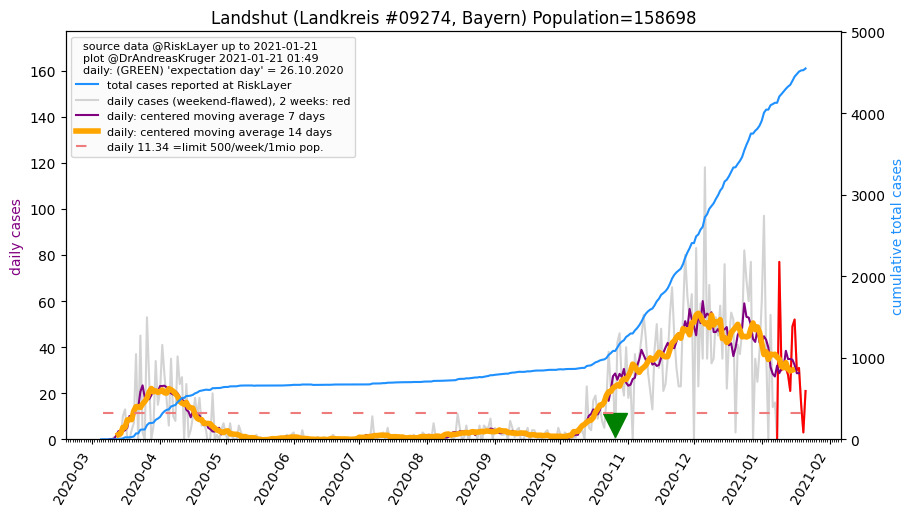 Landshut (Landkreis #09274, Bayern) Population=158698
source data @RiskLayer up to 2021-01-21
plot @DrAndreasKruger 2021-01-21 01:49
daily: (GREEN) 'expectation day' = 26.10.2020
total cases reported at RiskLayer
daily cases (weekend-flawed), 2 weeks: red
daily: centered moving average 7 days
daily: centered moving average 14 days
daily 11.34 =limit 500/week/1mio pop.
daily cases
160
140
120
100
80
60
40
20
0
5000
4000
3000
2000
1000
0
cumulative total cases
2020-03
2020-04
2020-05
2020-06
2020-07
2020-08
2020-09
2020-10
2020-11
2020-12
2021-01
2021-02